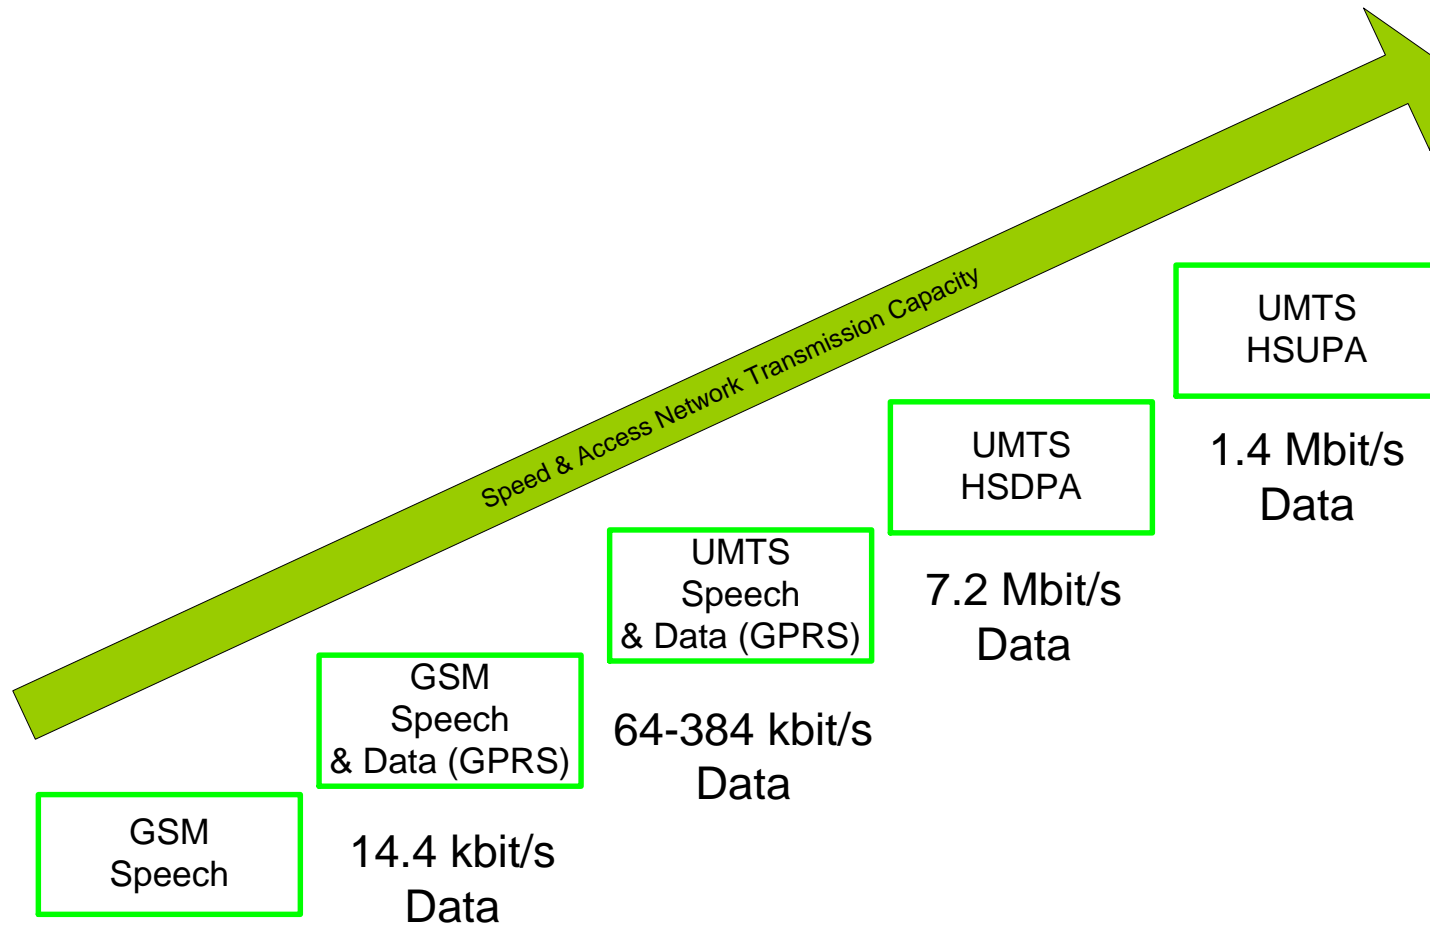 Speed & Access Network Transmission Capacity
UMTS
HSUPA
1.4 Mbit/s
Data
UMTS
HSDPA
7.2 Mbit/s
Data
UMTS
Speech
& Data (GPRS)
64-384 kbit/s
Data
GSM
Speech
& Data (GPRS)
14.4 kbit/s
Data
GSM
Speech